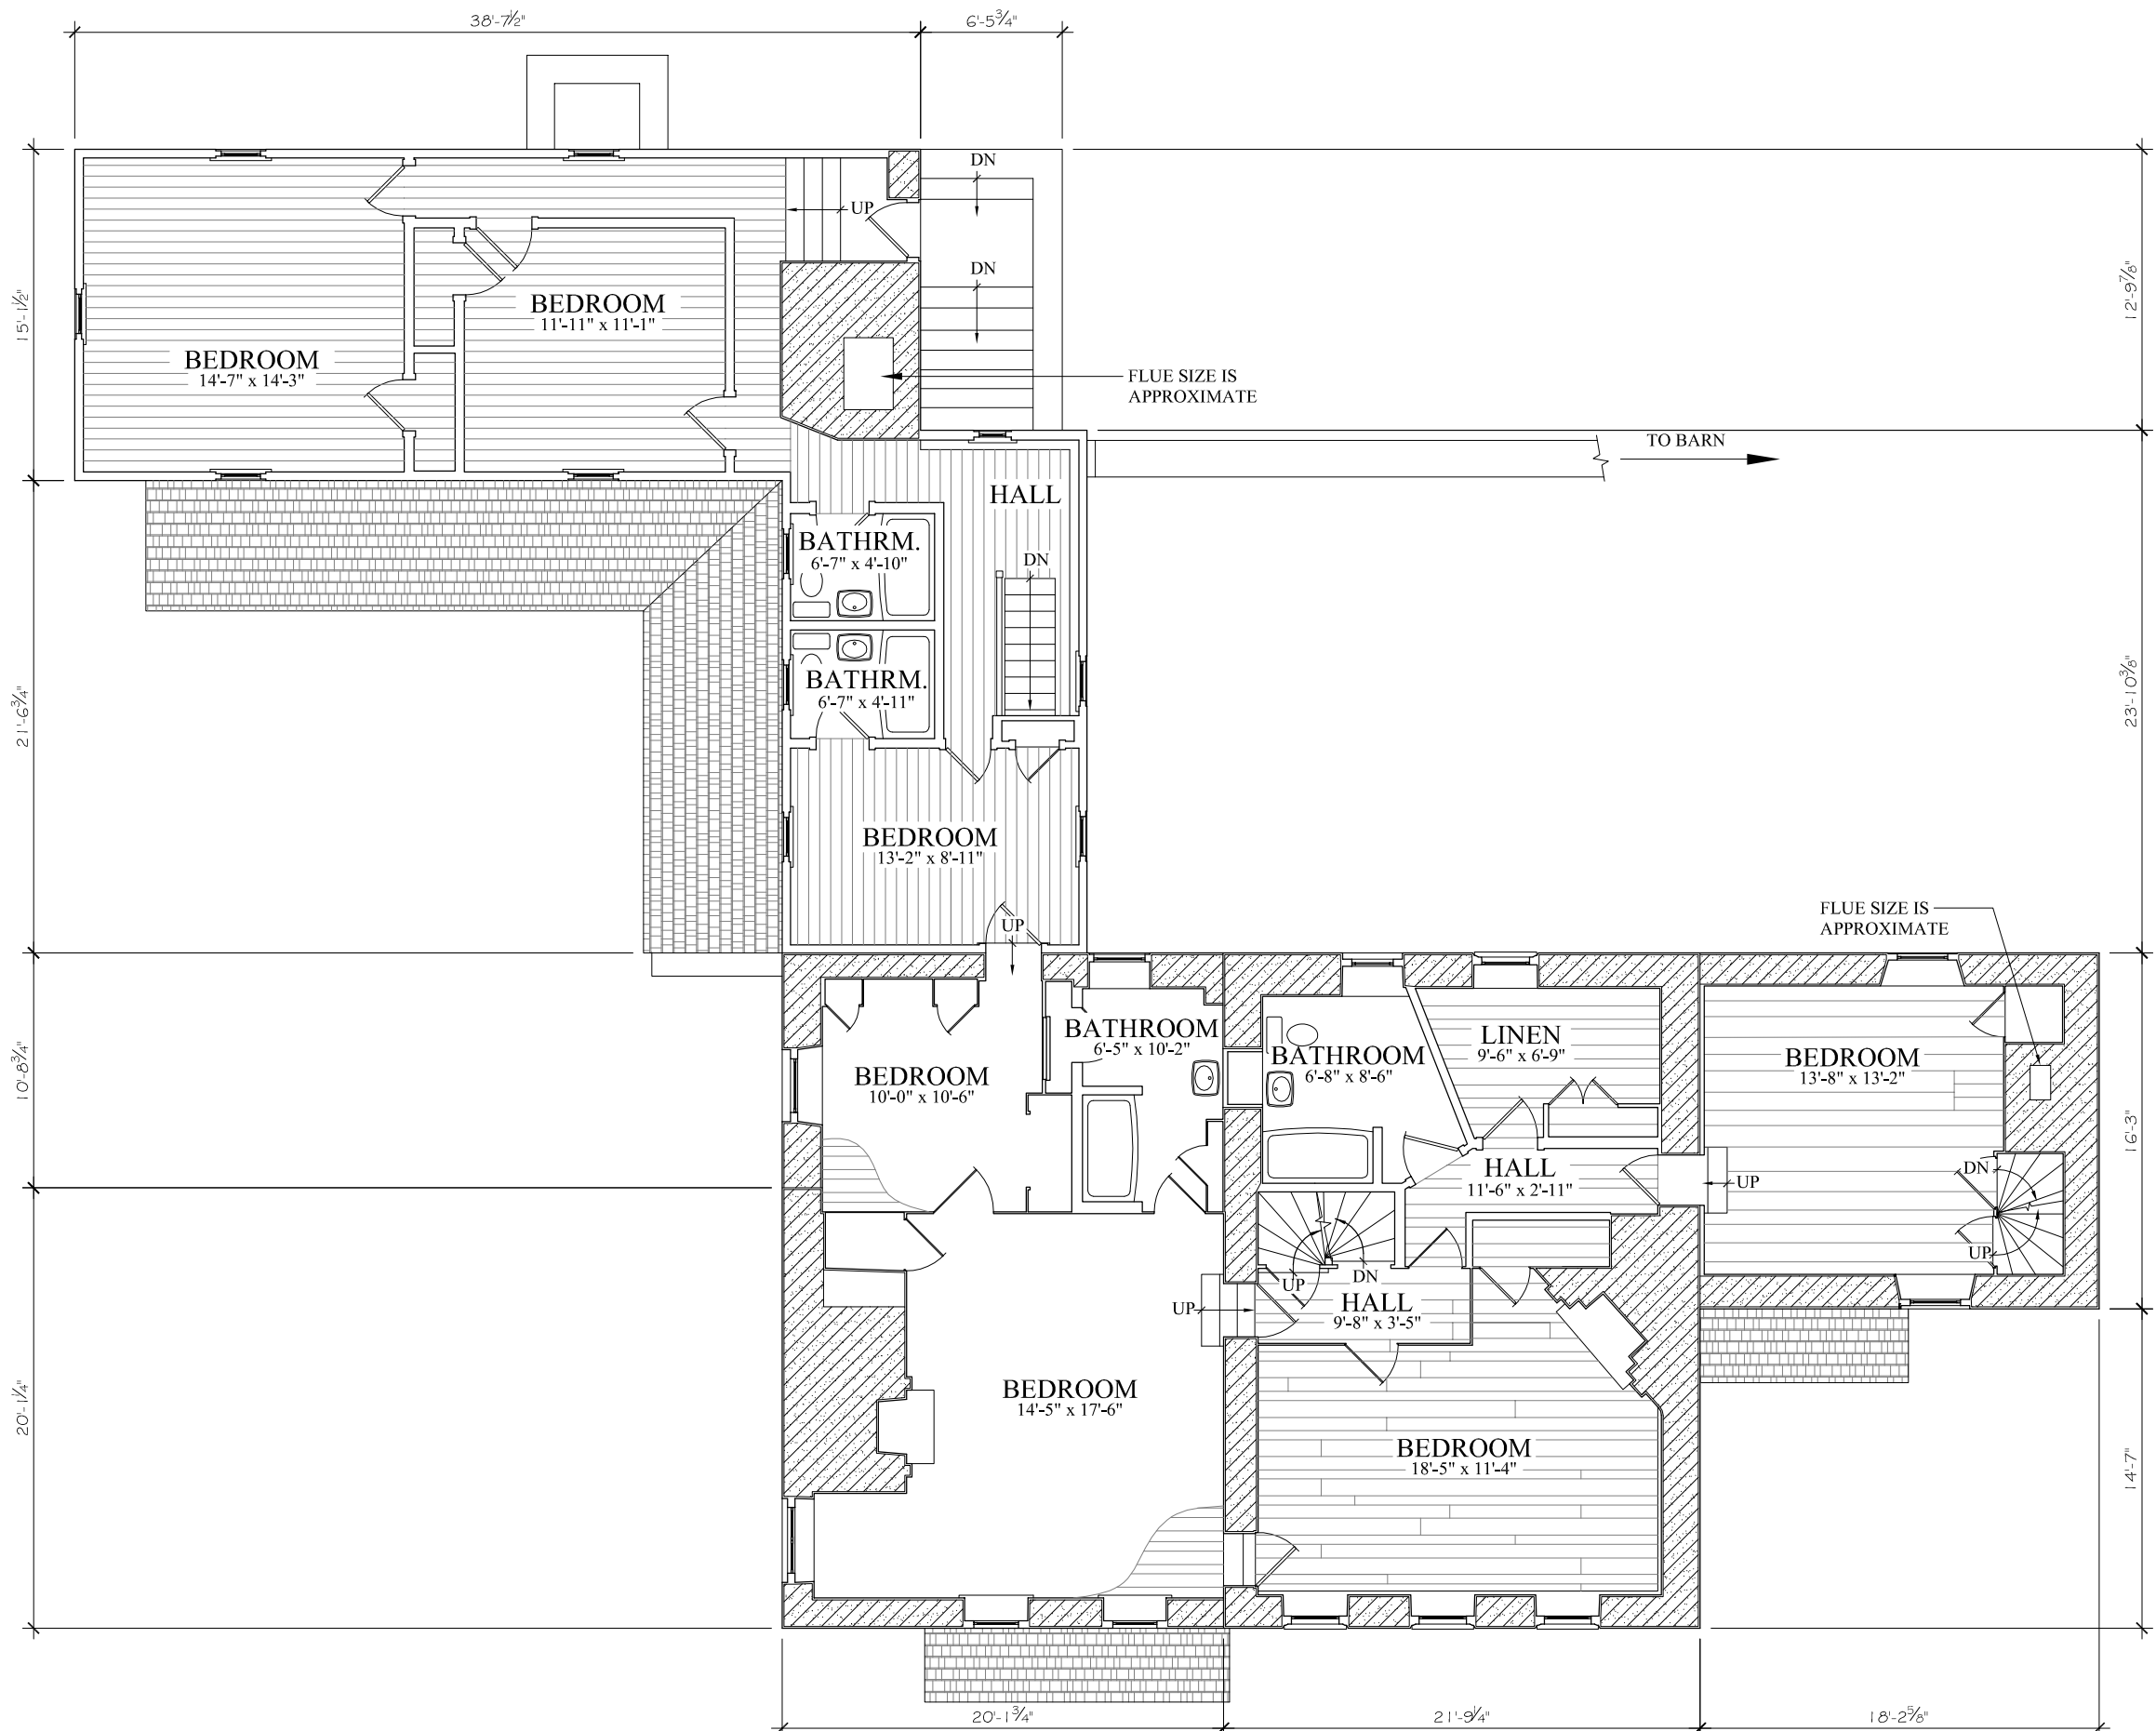 38'-7½"
6'-5¾"
DN
UP
DN
15'-1½"
12'-9⅞"
BEDROOM
11'-11" x 11'-1"
BEDROOM
14'-7" x 14'-3"
FLUE SIZE IS
APPROXIMATE
TO BARN
HALL
BATHRM.
6'-7" x 4'-10"
DN
BATHRM.
6'-7" x 4'-11"
21'-6¾"
23'-10⅜"
BEDROOM
13'-2" x 8'-11"
UP
FLUE SIZE IS
APPROXIMATE
BATHROOM
6'-5" x 10'-2"
LINEN
9'-6" x 6'-9"
BATHROOM
6'-8" x 8'-6"
BEDROOM
13'-8" x 13'-2"
BEDROOM
10'-0" x 10'-6"
10'-8¾"
16'-3"
HALL
11'-6" x 2'-11"
DN
UP
UP
DN
UP
UP
HALL
9'-8" x 3'-5"
BEDROOM
14'-5" x 17'-6"
20'-1¼"
BEDROOM
18'-5" x 11'-4"
14'-7"
20'-1¾"
21'-9¼"
18'-2⅝"